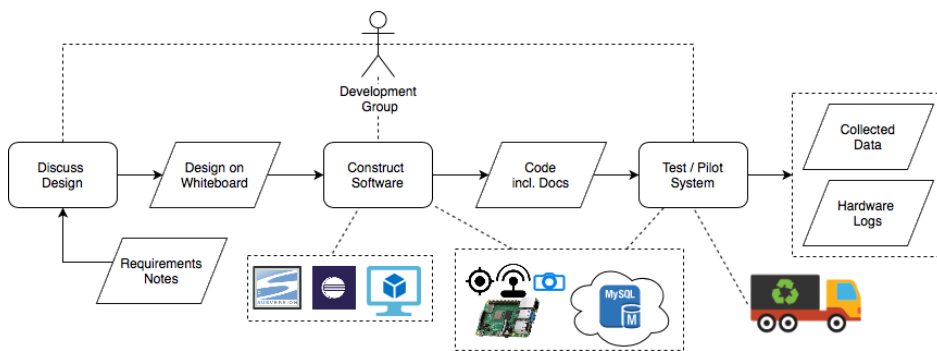 Development
Group
Discuss
Design
Design on
Whiteboard
Construct
Software
Code
incl. Docs
Test / Pilot
System
Collected
Data
Hardware
Logs
Requirements
Notes
SUBVERSION
MySQL
M